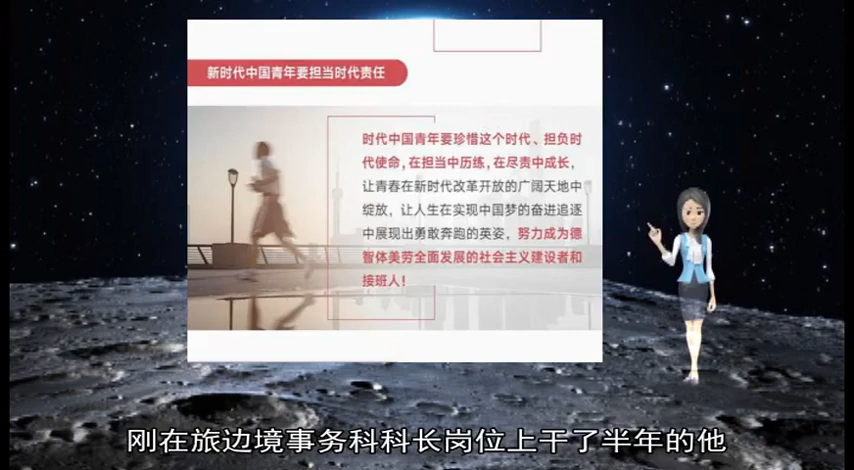 新时代中国青年要担当时代责任
时代中国青年要珍惜这个时代、担负时
代使命，在担当中历练，在尽责中成长，
让青春在新时代改革开放的广阔天地中
绽放，让人生在实现中国梦的奋进追逐
中展现出勇敢奔跑的英姿，努力成为德
智体美劳全面发展的社会主义建设者和
接班人！
刚在旅边境事务科科长岗位上干了半年的他